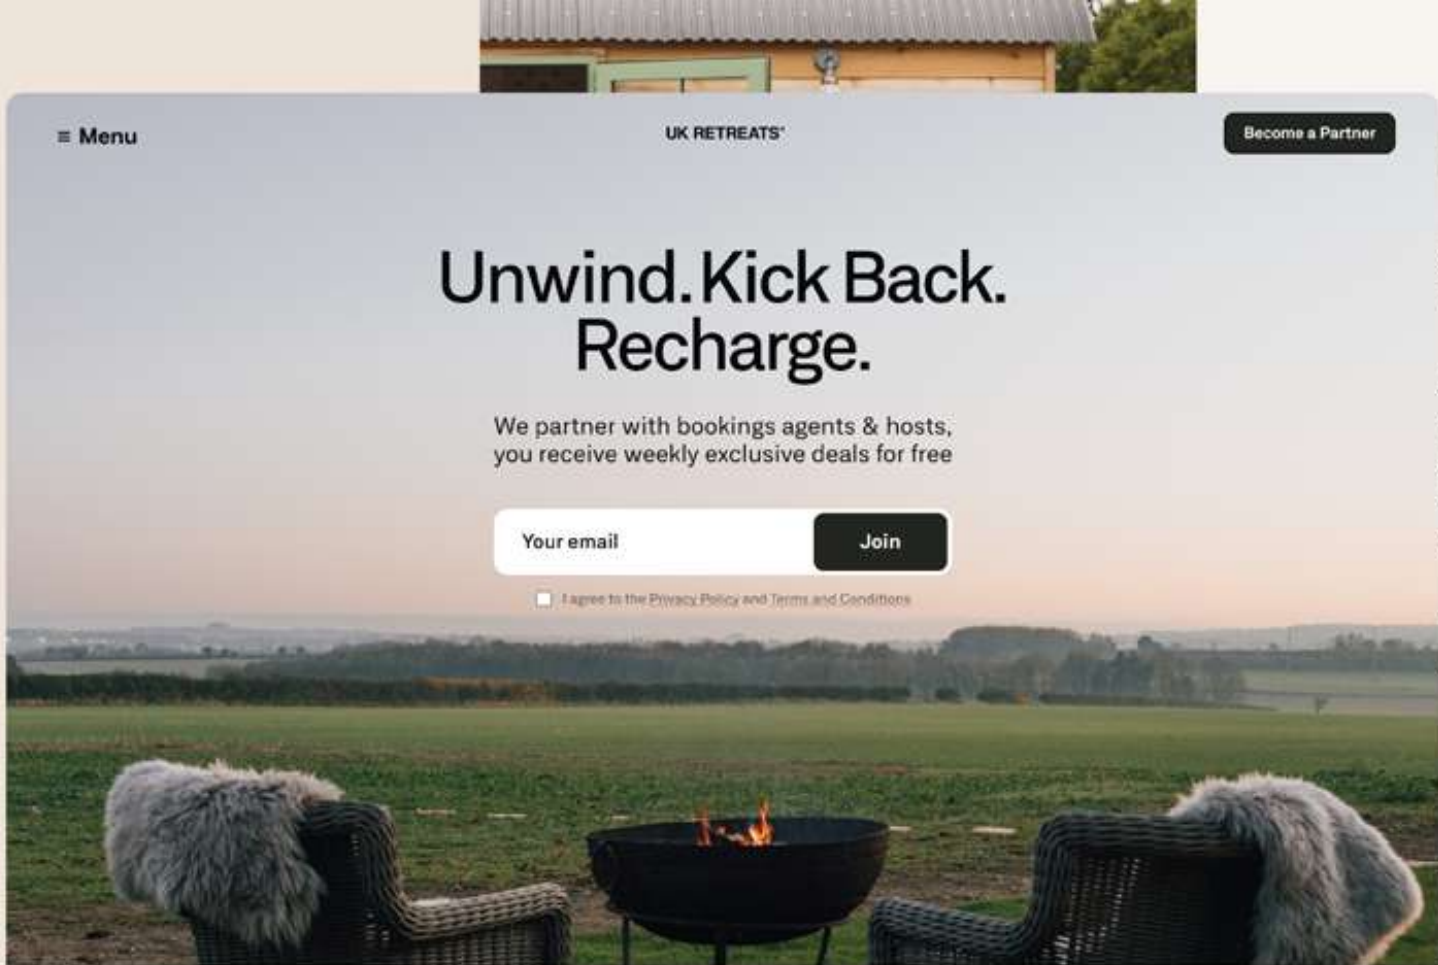 ≡ Menu
UK RETREATS°
Become a Partner
Unwind. Kick Back.
Recharge.
We partner with bookings agents & hosts,
you receive weekly exclusive deals for free
Your email
Join
I agree to the Privacy Policy and Terms and Conditions